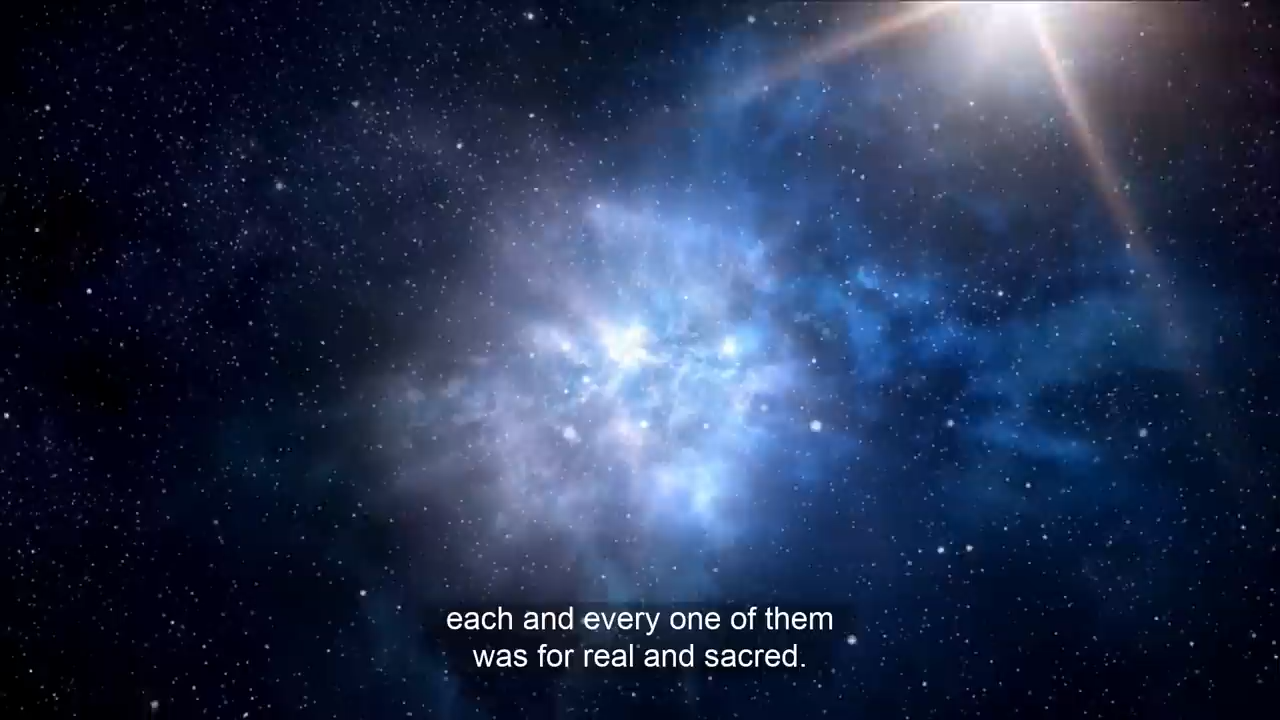 each and every one of them
was for real and sacred.